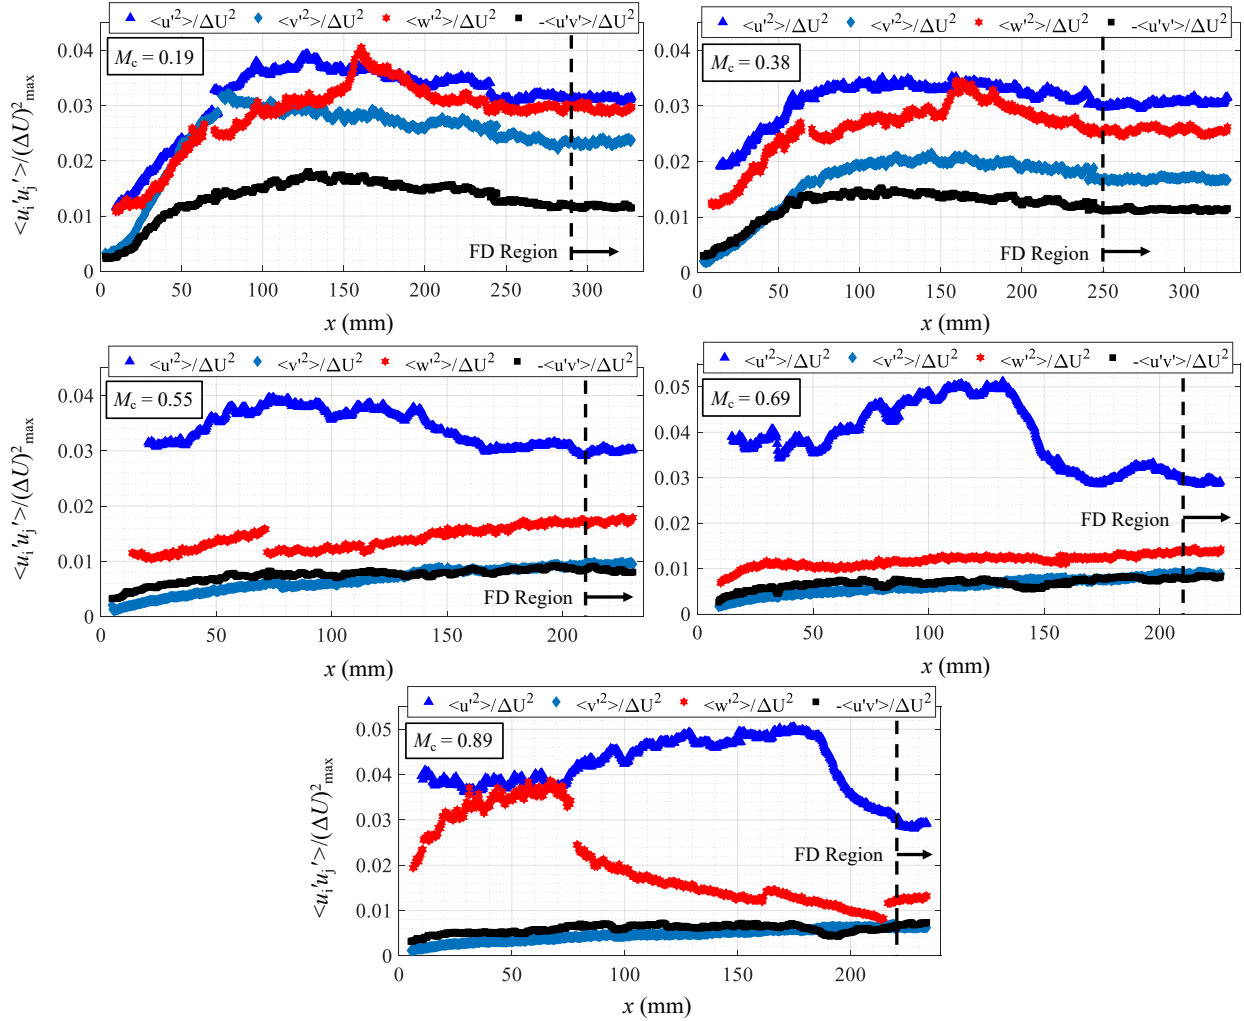 <u'²>/ΔU² <v'²>/ΔU² <w'²>/ΔU² -<u'v'>/ΔU²
M_c = 0.19
<u_i'u_j'>/(ΔU)²_max
0.04
0.03
0.02
0.01
0
FD Region
0 50 100 150 200 250 300
x (mm)
<u'²>/ΔU² <v'²>/ΔU² <w'²>/ΔU² -<u'v'>/ΔU²
M_c = 0.38
0.04
0.03
0.02
0.01
0
FD Region
0 50 100 150 200 250 300
x (mm)
<u'²>/ΔU² <v'²>/ΔU² <w'²>/ΔU² -<u'v'>/ΔU²
M_c = 0.55
<u_i'u_j'>/(ΔU)²_max
0.04
0.03
0.02
0.01
0
FD Region
0 50 100 150 200
x (mm)
<u'²>/ΔU² <v'²>/ΔU² <w'²>/ΔU² -<u'v'>/ΔU²
M_c = 0.69
0.05
0.04
0.03
0.02
0.01
0
FD Region
0 50 100 150 200
x (mm)
<u'²>/ΔU² <v'²>/ΔU² <w'²>/ΔU² -<u'v'>/ΔU²
M_c = 0.89
<u_i'u_j'>/(ΔU)²_max
0.05
0.04
0.03
0.02
0.01
0
FD Region
0 50 100 150 200
x (mm)